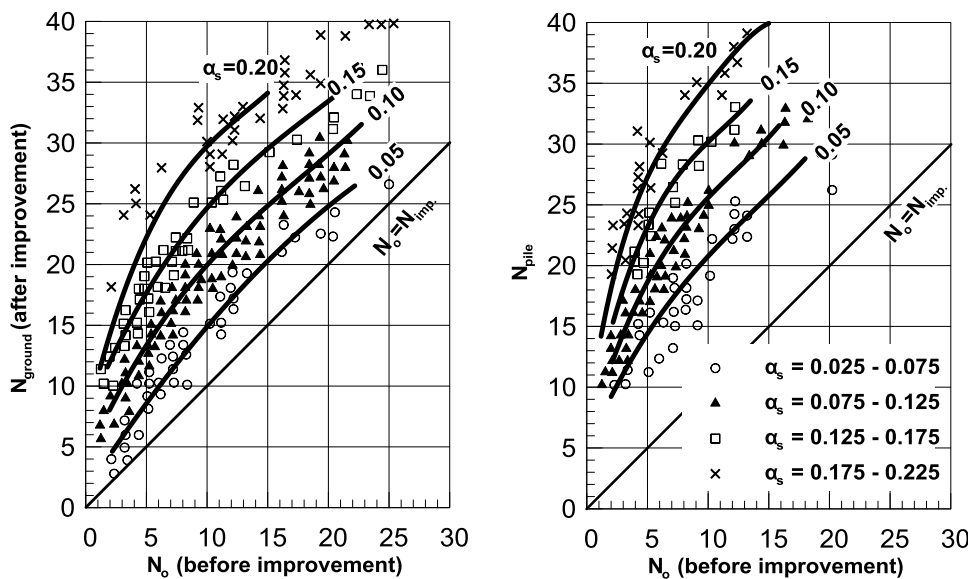 40
35
30
25
20
15
10
5
0
N_ground (after improvement)
α_s=0.20
0.15
0.10
0.05
N_o=N_imp.
0 5 10 15 20 25 30
N_o (before improvement)
40
35
30
25
20
15
10
5
0
N_pile
α_s=0.20
0.15
0.10
0.05
N_o=N_imp.
α_s = 0.025 - 0.075
α_s = 0.075 - 0.125
α_s = 0.125 - 0.175
α_s = 0.175 - 0.225
0 5 10 15 20 25 30
N_o (before improvement)